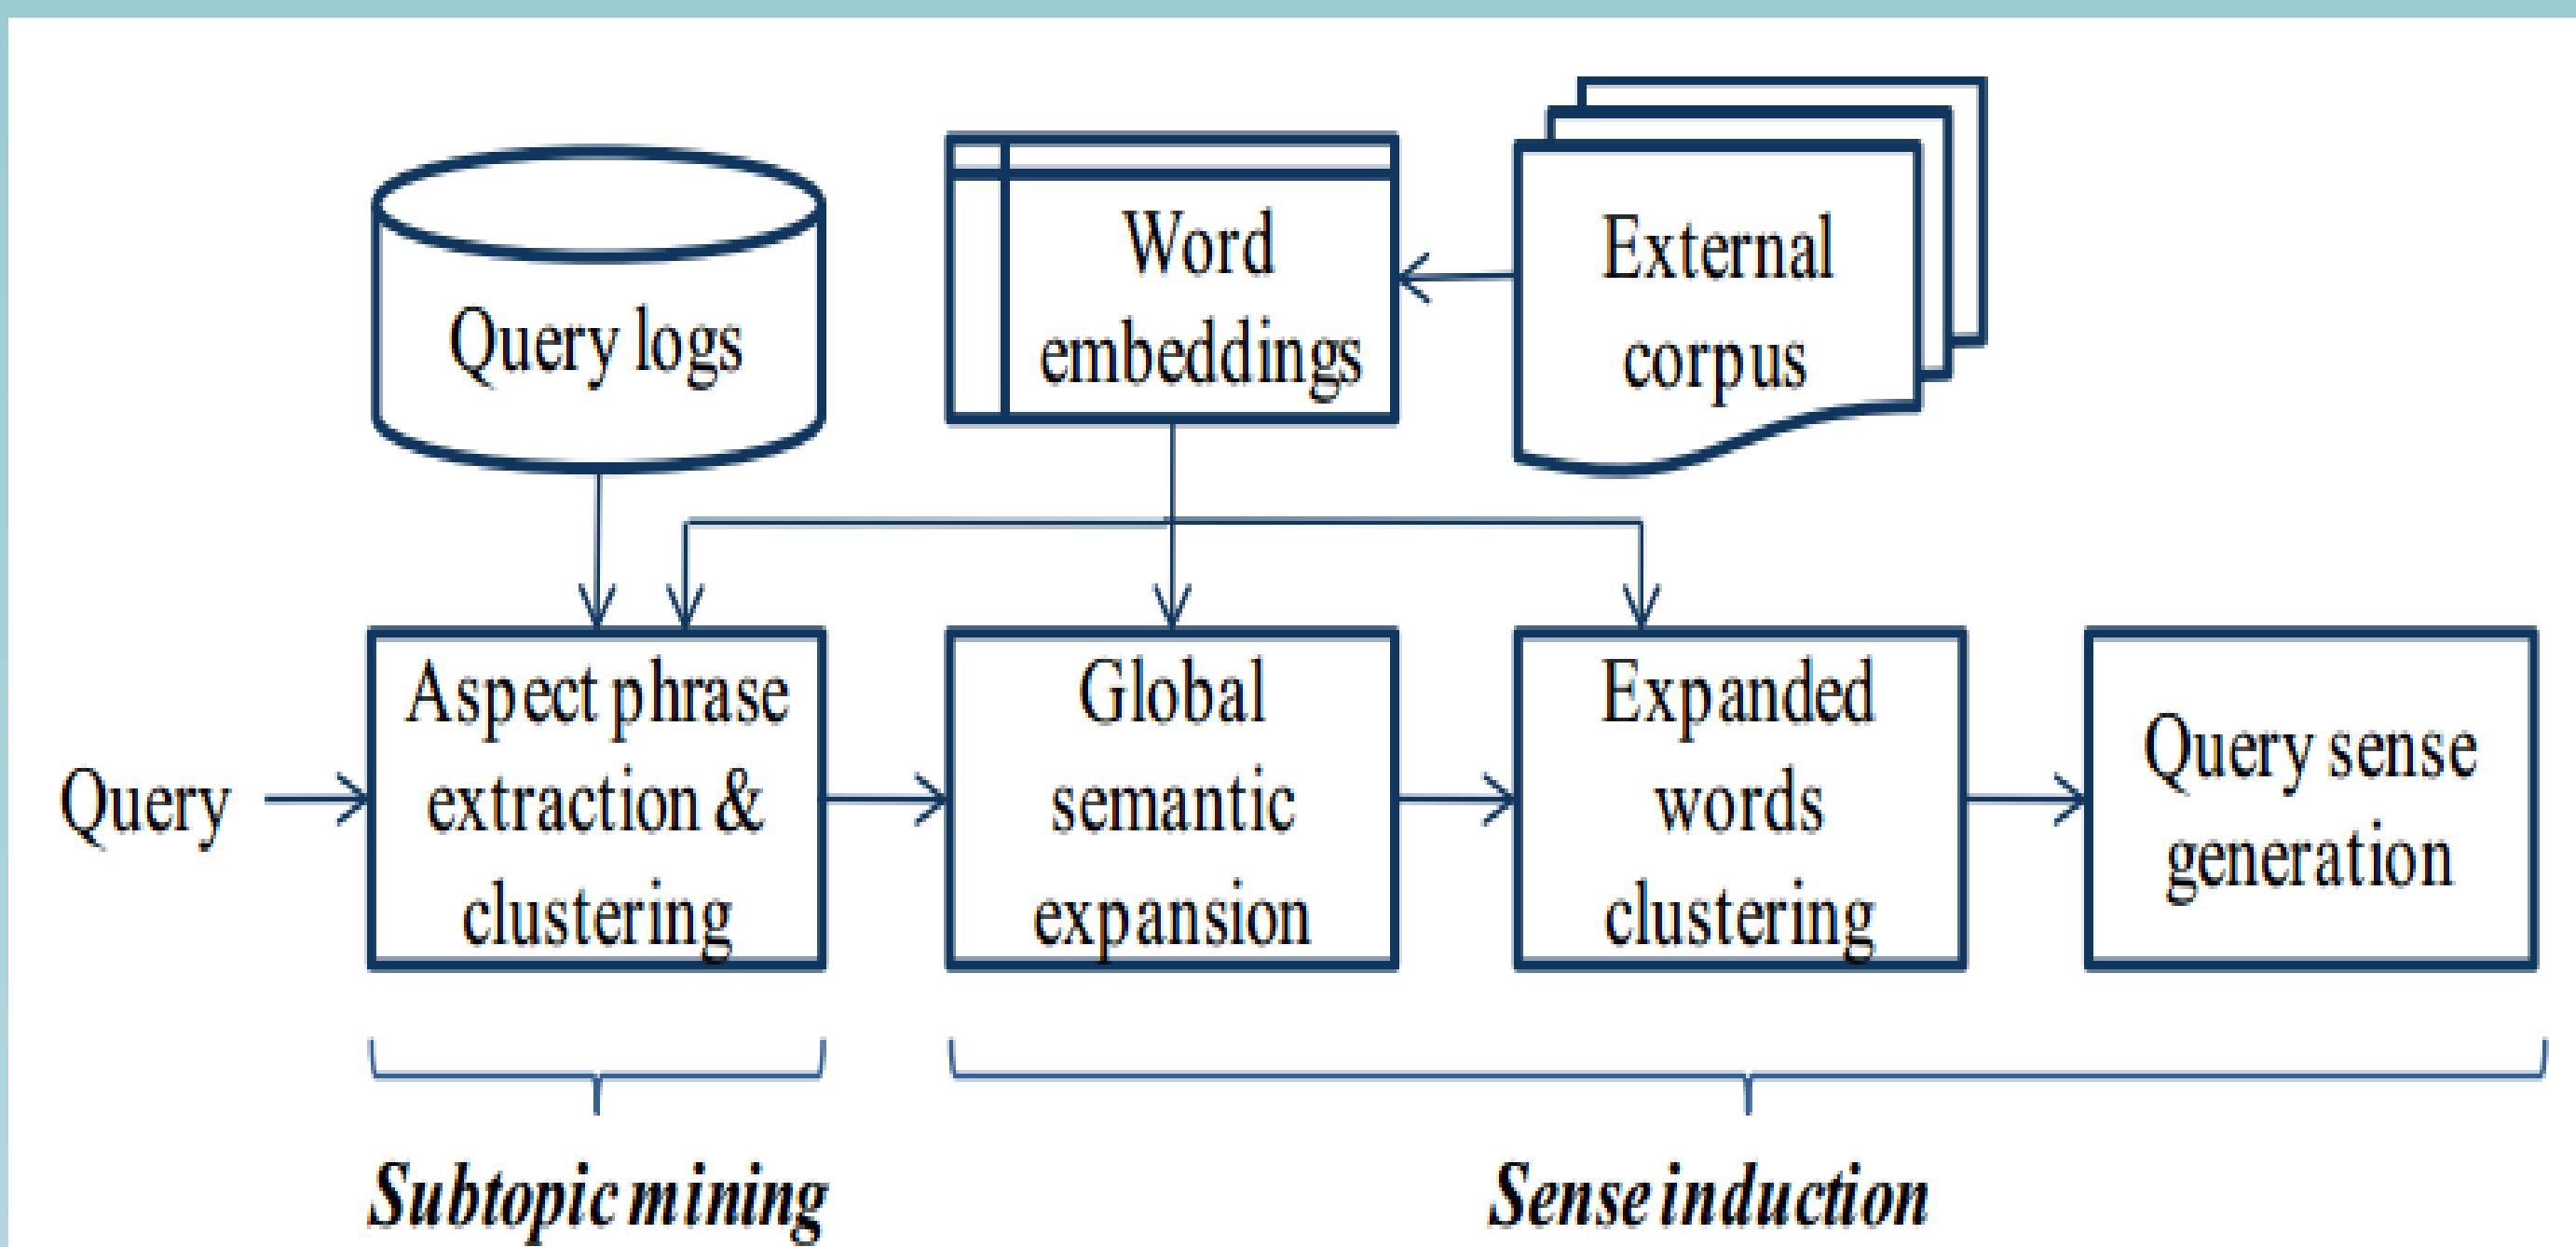 Query logs
Word
embeddings
External
corpus
Query
Aspect phrase
extraction &
clustering
Global
semantic
expansion
Expanded
words
clustering
Query sense
generation
Subtopic mining
Sense induction